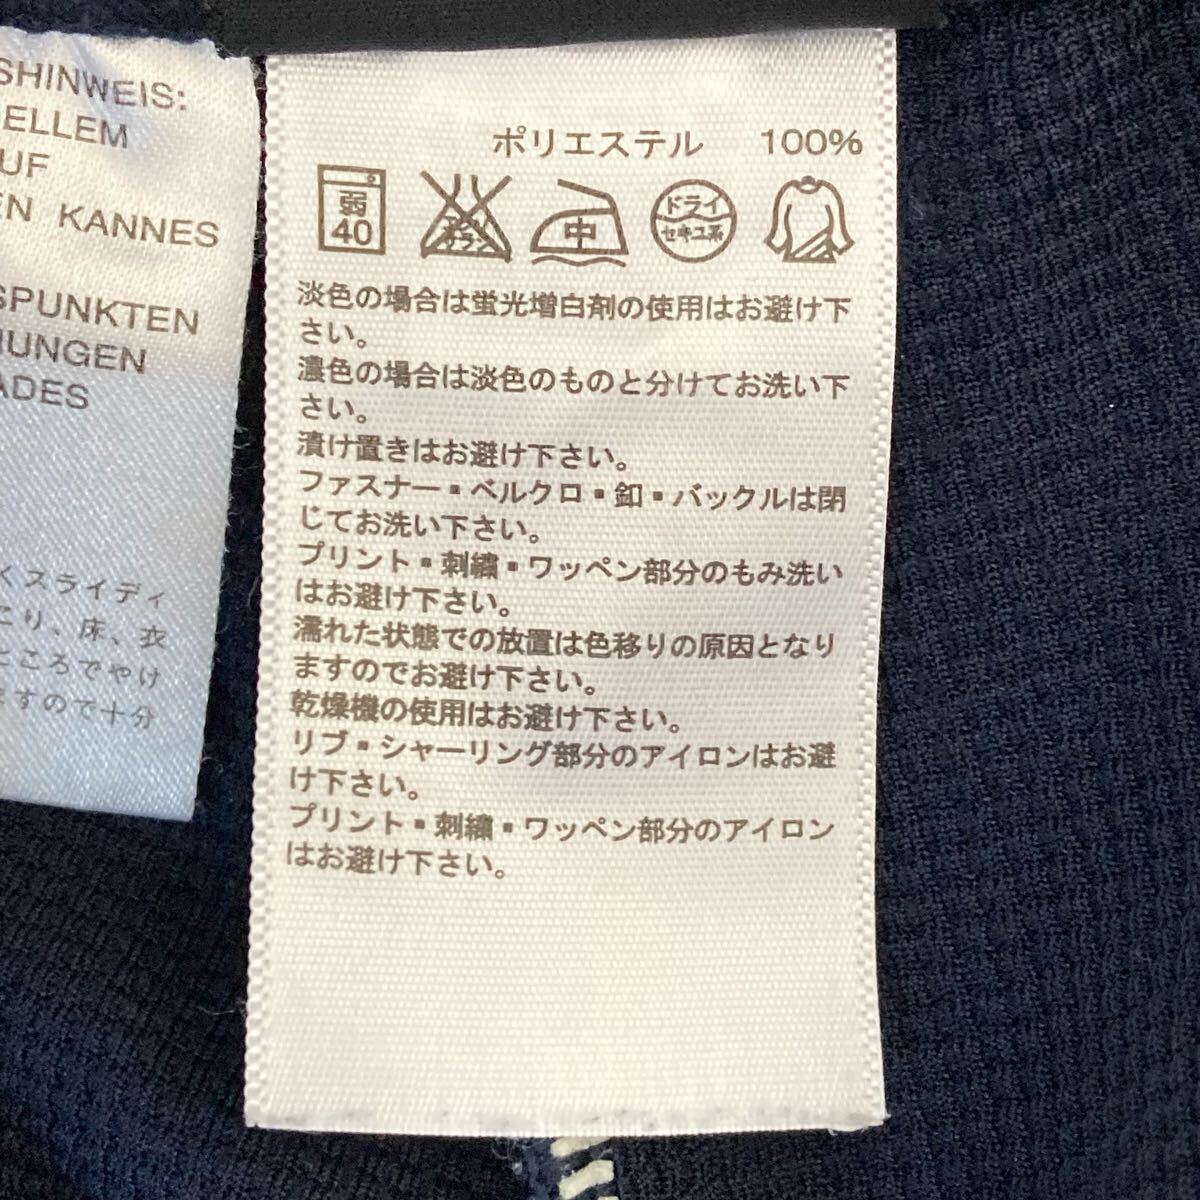 SHINWEIS:
ELLEM
UF
EN KANNES
SPUNKTEN
HUNGEN
ADES
くスライディ
こり、床、衣
ところでやけ
ますので十分
ポリエステル 100%
弱
40
エンソ
サラシ
中
ドライ
セキユ系
淡色の場合は蛍光増白剤の使用はお避け下
さい。
濃色の場合は淡色のものと分けてお洗い下
さい。
漬け置きはお避け下さい。
ファスナー・ベルクロ・釦・バックルは閉
じてお洗い下さい。
プリント・刺繍・ワッペン部分のもみ洗い
はお避け下さい。
濡れた状態での放置は色移りの原因となり
ますのでお避け下さい。
乾燥機の使用はお避け下さい。
リブ・シャーリング部分のアイロンはお避
け下さい。
プリント・刺繍・ワッペン部分のアイロン
はお避け下さい。